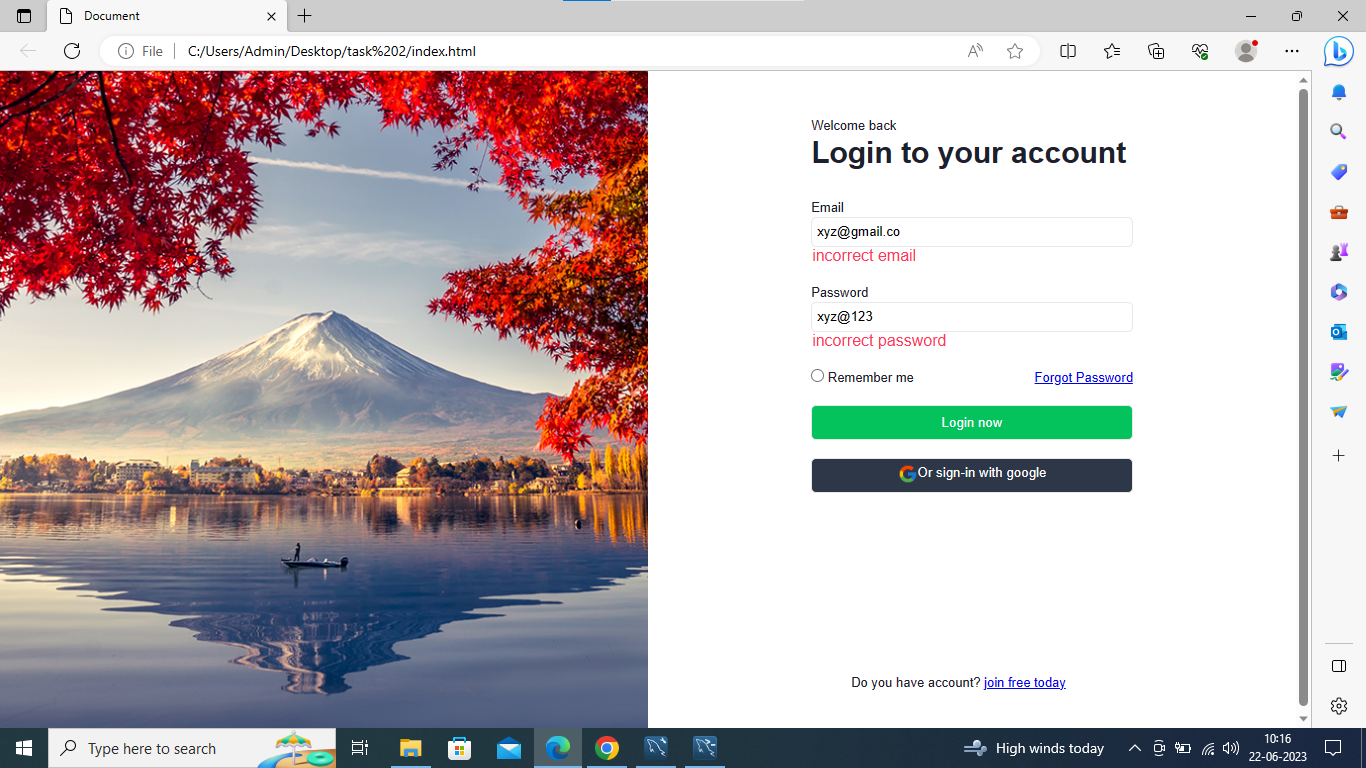 Document
File
C:/Users/Admin/Desktop/task%202/index.html
Welcome back
Login to your account
Email
xyz@gmail.co
incorrect email
Password
xyz@123
incorrect password
Remember me
Forgot Password
Login now
Or sign-in with google
Do you have account? join free today
Type here to search
High winds today
10:16
22-06-2023